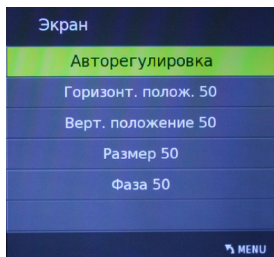 Экран
Авторегулировка
Горизонт. полож. 50
Верт. положение 50
Размер 50
Фаза 50
MENU